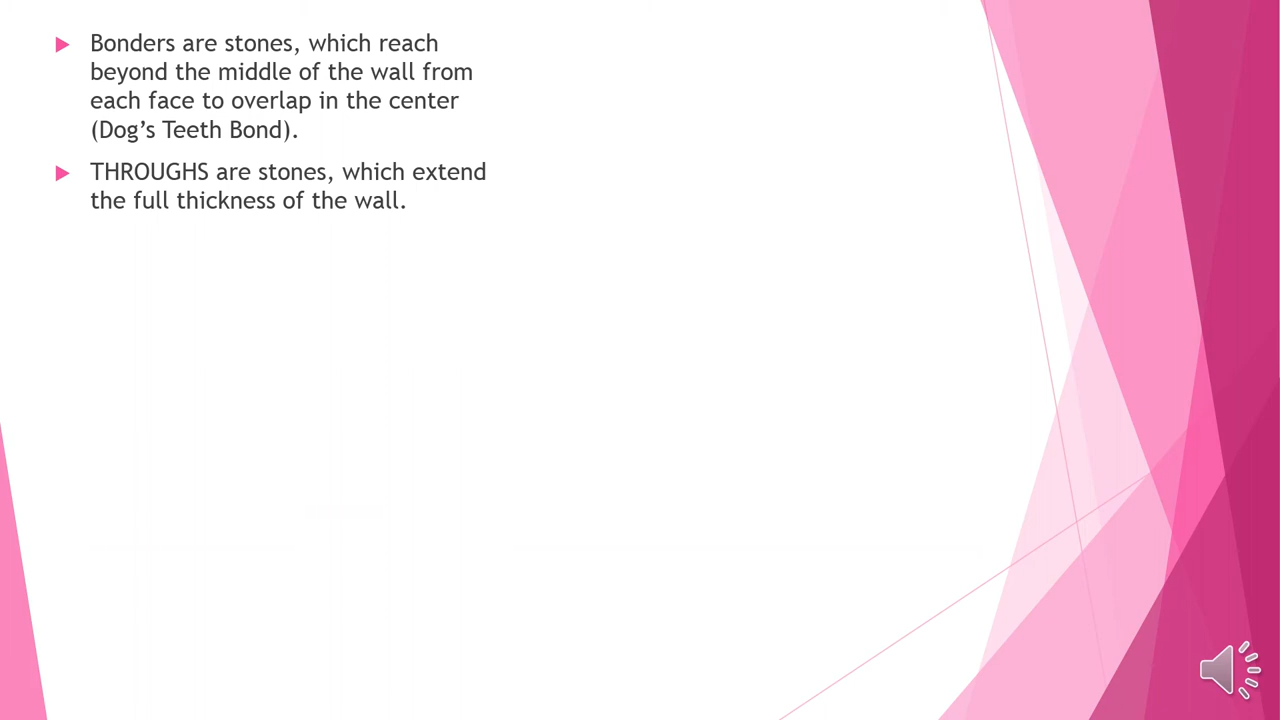 Bonders are stones, which reach
beyond the middle of the wall from
each face to overlap in the center
(Dog’s Teeth Bond).
THROUGHS are stones, which extend
the full thickness of the wall.